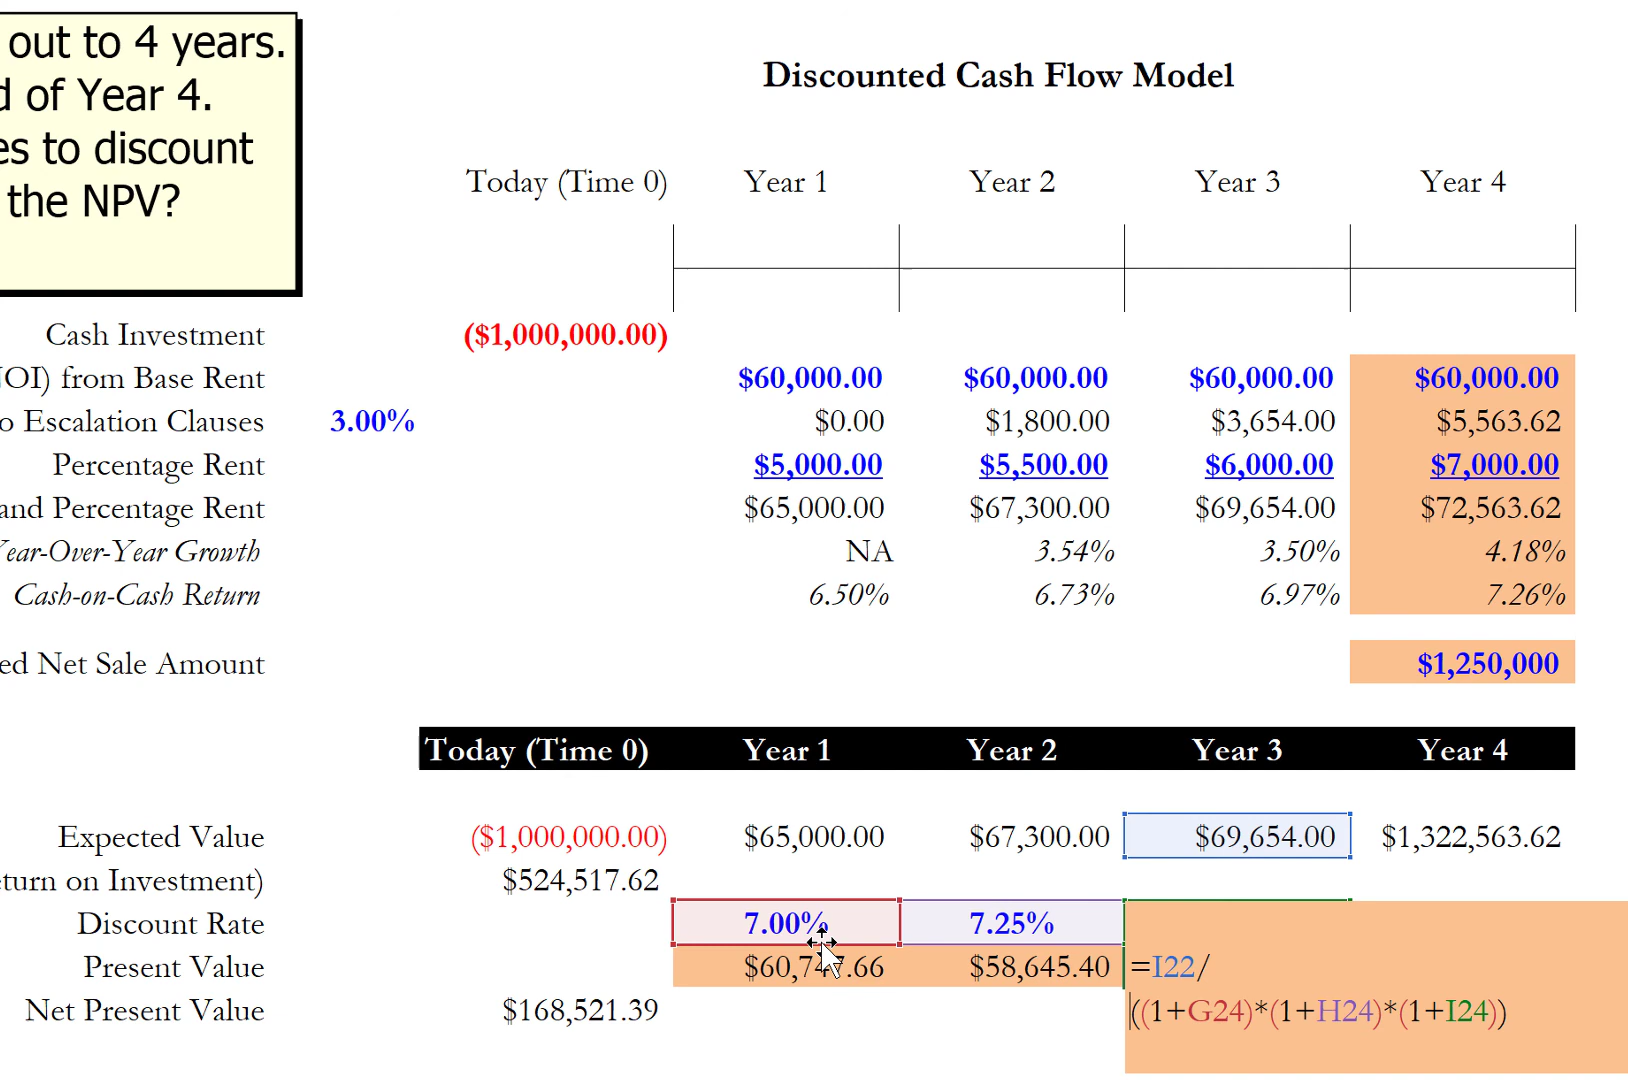 out to 4 years.
d of Year 4.
es to discount
the NPV?
Discounted Cash Flow Model
Today (Time 0) Year 1 Year 2 Year 3 Year 4
Cash Investment ($1,000,000.00)
NOI) from Base Rent $60,000.00 $60,000.00 $60,000.00 $60,000.00
o Escalation Clauses 3.00% $0.00 $1,800.00 $3,654.00 $5,563.62
Percentage Rent $5,000.00 $5,500.00 $6,000.00 $7,000.00
and Percentage Rent $65,000.00 $67,300.00 $69,654.00 $72,563.62
Year-Over-Year Growth NA 3.54% 3.50% 4.18%
Cash-on-Cash Return 6.50% 6.73% 6.97% 7.26%
ed Net Sale Amount $1,250,000
Today (Time 0) Year 1 Year 2 Year 3 Year 4
Expected Value ($1,000,000.00) $65,000.00 $67,300.00 $69,654.00 $1,322,563.62
eturn on Investment) $524,517.62
Discount Rate 7.00% 7.25%
Present Value $60,747.66 $58,645.40 =I22/
Net Present Value $168,521.39 ((1+G24)*(1+H24)*(1+I24))